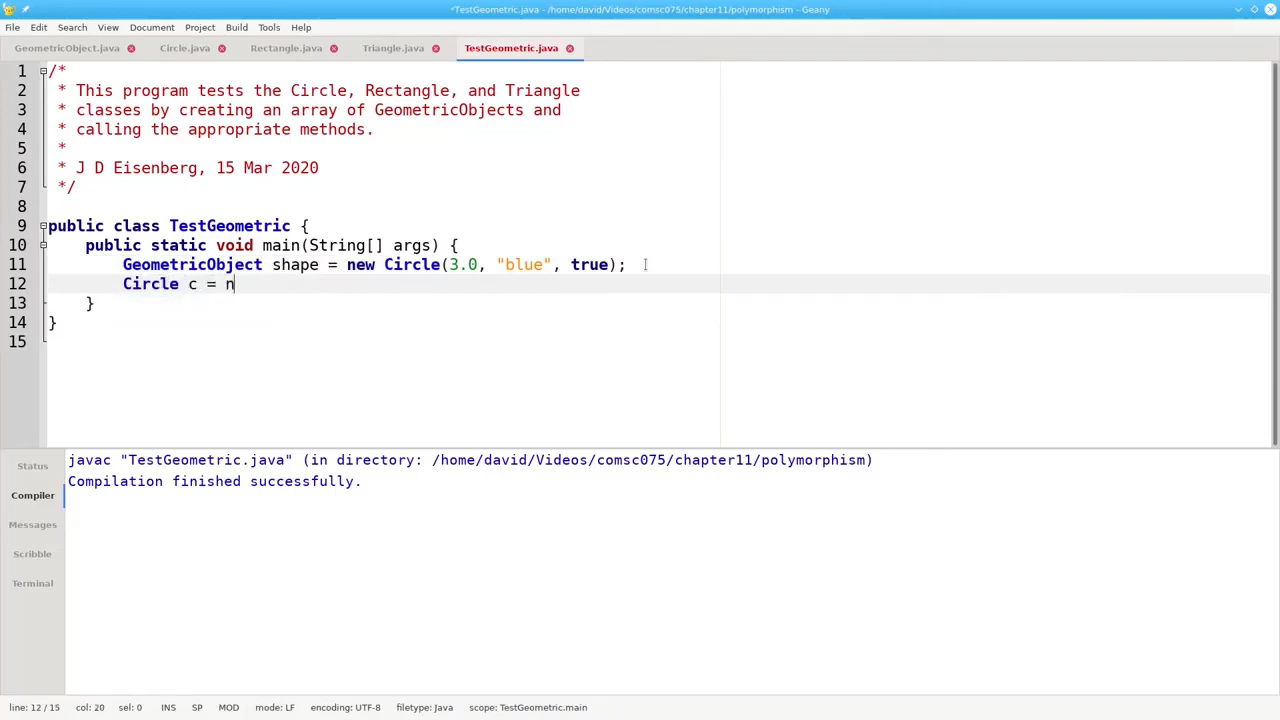 *TestGeometric.java - /home/david/Videos/comsc075/chapter11/polymorphism - Geany
File Edit Search View Document Project Build Tools Help
GeometricObject.java Circle.java Rectangle.java Triangle.java TestGeometric.java
1 /*
2  * This program tests the Circle, Rectangle, and Triangle
3  * classes by creating an array of GeometricObjects and
4  * calling the appropriate methods.
5  *
6  * J D Eisenberg, 15 Mar 2020
7  */
8
9 public class TestGeometric {
10     public static void main(String[] args) {
11         GeometricObject shape = new Circle(3.0, "blue", true);
12         Circle c = n
13     }
14 }
15
Status
Compiler
Messages
Scribble
Terminal
javac "TestGeometric.java" (in directory: /home/david/Videos/comsc075/chapter11/polymorphism)
Compilation finished successfully.
line: 12 / 15 col: 20 sel: 0 INS SP MOD mode: LF encoding: UTF-8 filetype: Java scope: TestGeometric.main